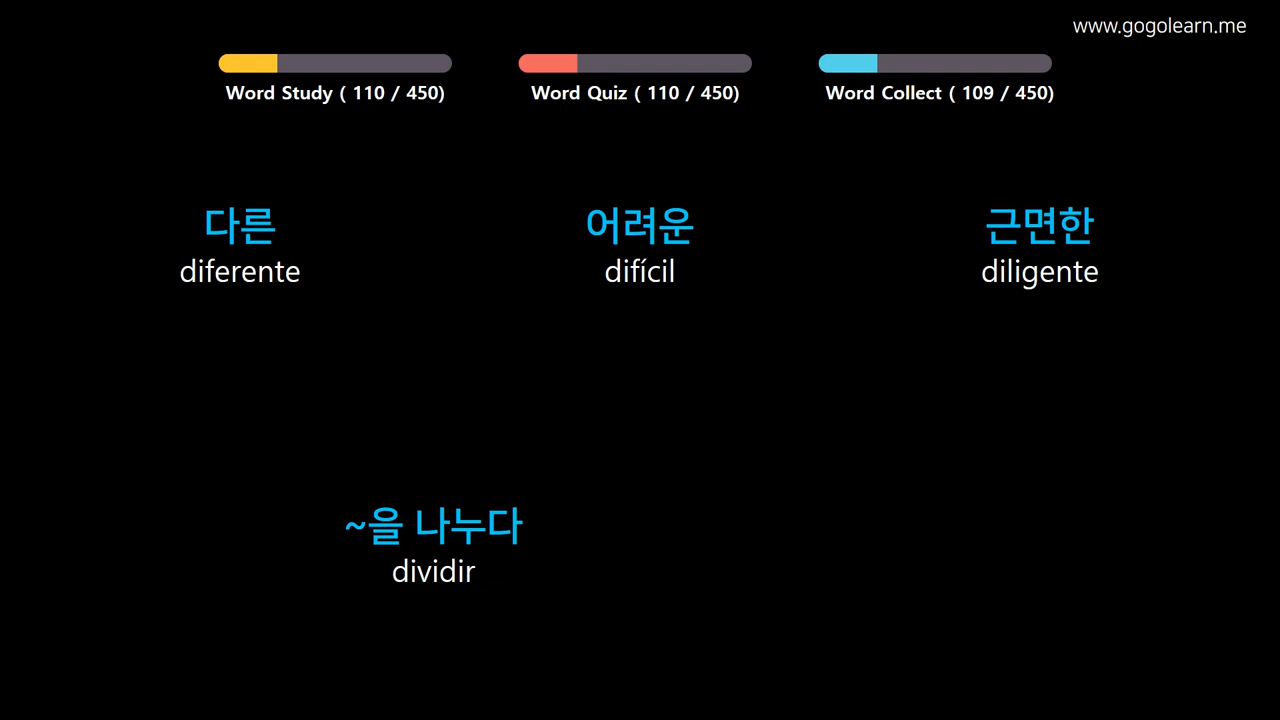 www.gogolearn.me
Word Study ( 110 / 450)
Word Quiz ( 110 / 450)
Word Collect ( 109 / 450)
다른
diferente
어려운
difícil
근면한
diligente
~을 나누다
dividir